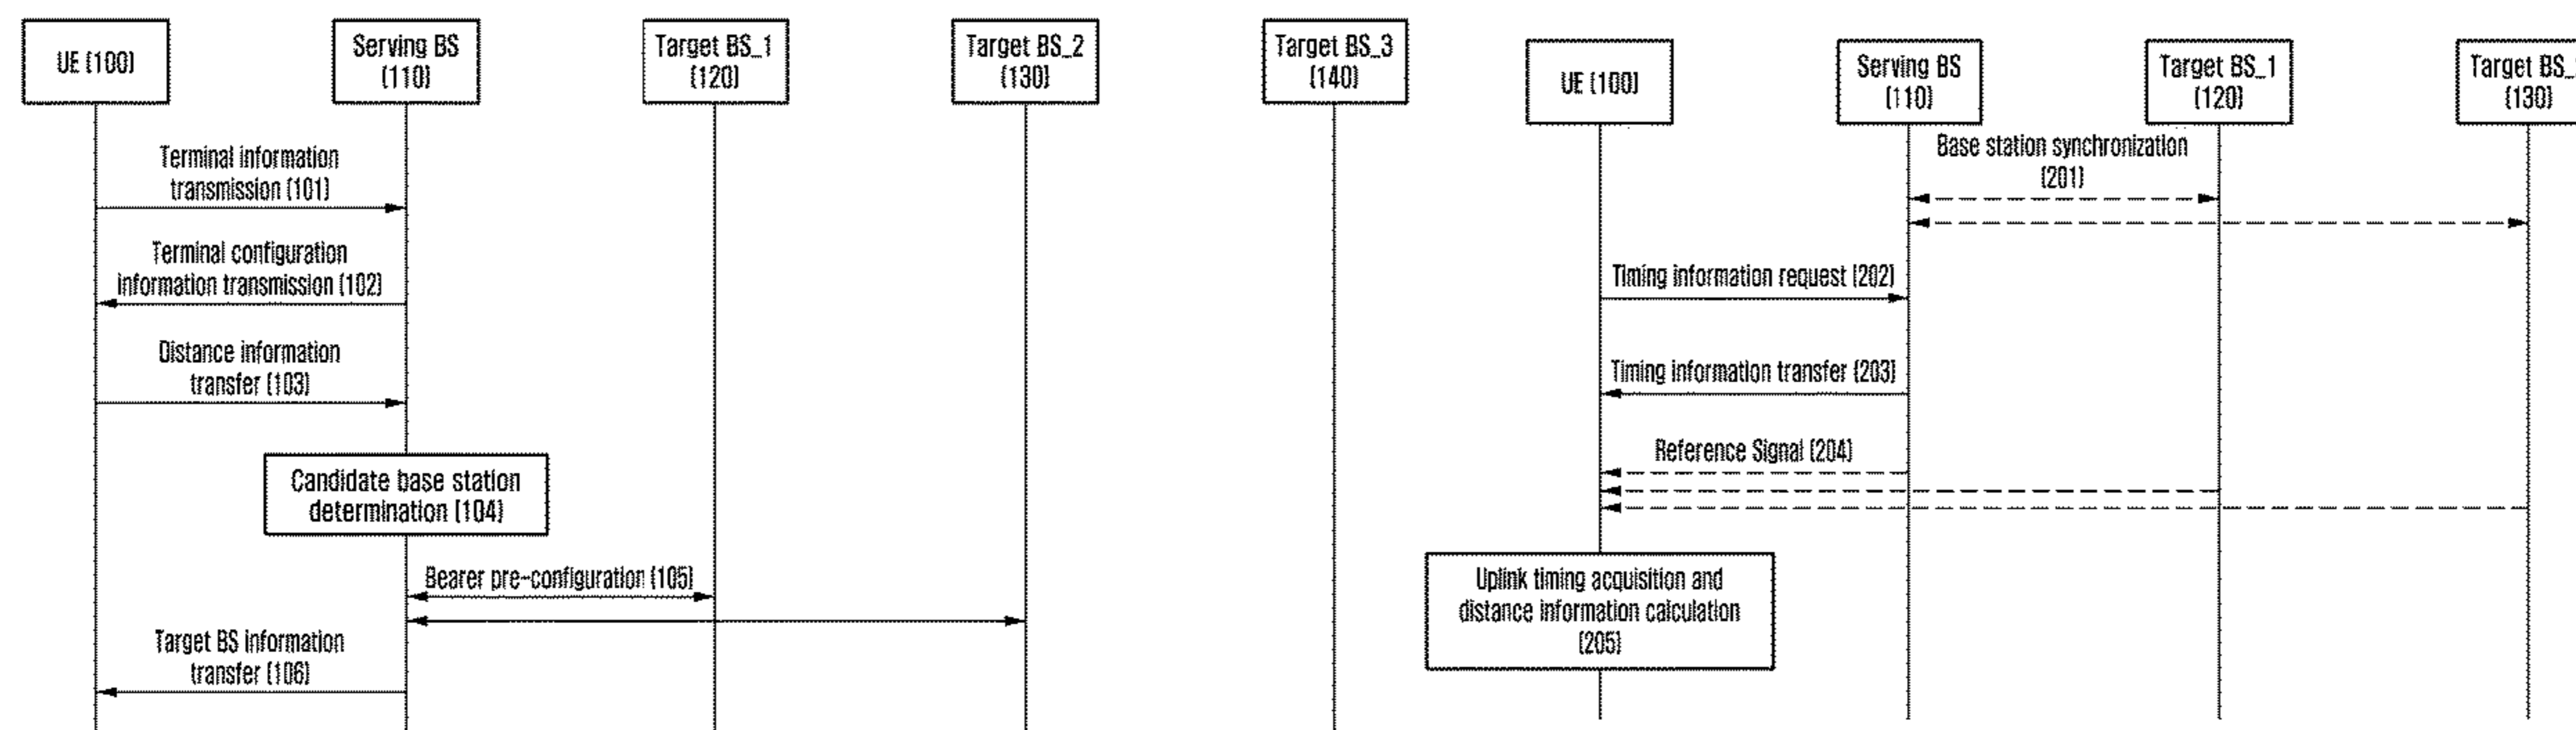 UE (100)
Serving BS
(110)
Target BS_1
(120)
Target BS_2
(130)
Target BS_3
(140)
Terminal information
transmission (101)
Terminal configuration
information transmission (102)
Distance information
transfer (103)
Candidate base station
determination (104)
Bearer pre-configuration (105)
Target BS information
transfer (106)
UE (100)
Serving BS
(110)
Target BS_1
(120)
Target BS_
(130)
Base station synchronization
(201)
Timing information request (202)
Timing information transfer (203)
Reference Signal (204)
Uplink timing acquisition and
distance information calculation
(205)